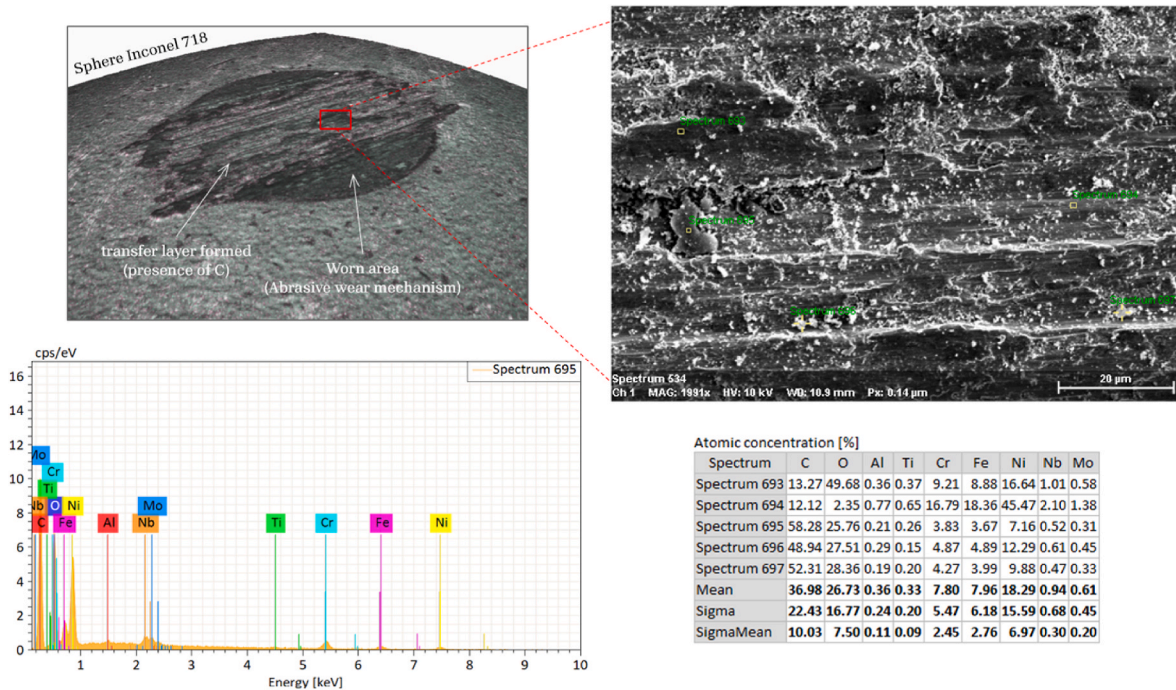 Sphere Inconel 718
transfer layer formed
(presence of C)
Worn area
(Abrasive wear mechanism)
Spectrum 695
Spectrum 696
Spectrum 534
Ch 1 MAG: 1991x HV: 10 kV WD: 10.9 mm Px: 0.14 µm
20 µm
cps/eV
Spectrum 695
16
14
12
10
8
6
4
2
0
Mo
Cr
Ti
Nb O Ni
C Fe Al Nb Mo Ti Cr Fe Ni
1 2 3 4 5 6 7 8 9 10
Energy [keV]
Atomic concentration [%]
Spectrum C O Al Ti Cr Fe Ni Nb Mo
Spectrum 693 13.27 49.68 0.36 0.37 9.21 8.88 16.64 1.01 0.58
Spectrum 694 12.12 2.35 0.77 0.65 16.79 18.36 45.47 2.10 1.38
Spectrum 695 58.28 25.76 0.21 0.26 3.83 3.67 7.16 0.52 0.31
Spectrum 696 48.94 27.51 0.29 0.15 4.87 4.89 12.29 0.61 0.45
Spectrum 697 52.31 28.36 0.19 0.20 4.27 3.99 9.88 0.47 0.33
Mean 36.98 26.73 0.36 0.33 7.80 7.96 18.29 0.94 0.61
Sigma 22.43 16.77 0.24 0.20 5.47 6.18 15.59 0.68 0.45
SigmaMean 10.03 7.50 0.11 0.09 2.45 2.76 6.97 0.30 0.20